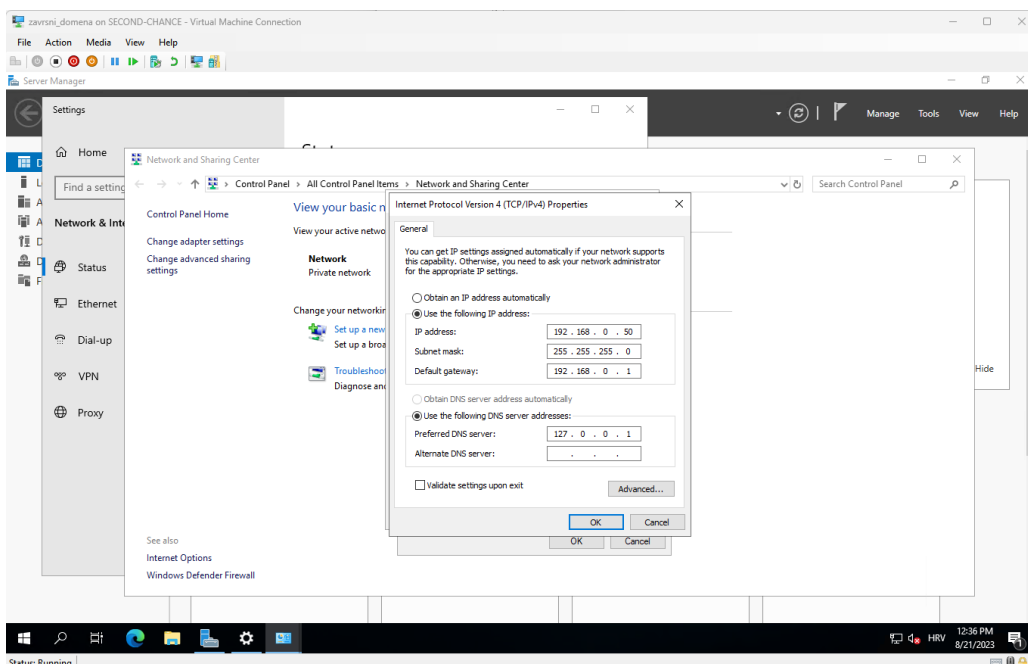 zavrsni_domena on SECOND-CHANCE - Virtual Machine Connection
File Action Media View Help
Server Manager
Manage Tools View Help
Settings
Home
Find a setting
Network & Inte
Status
Ethernet
Dial-up
VPN
Proxy
Network and Sharing Center
Control Panel > All Control Panel Items > Network and Sharing Center
Search Control Panel
Control Panel Home
Change adapter settings
Change advanced sharing
settings
See also
Internet Options
Windows Defender Firewall
View your basic n
View your active netwo
Network
Private network
Change your networkin
Set up a new
Set up a broa
Troubleshoot
Diagnose and
Internet Protocol Version 4 (TCP/IPv4) Properties
General
You can get IP settings assigned automatically if your network supports
this capability. Otherwise, you need to ask your network administrator
for the appropriate IP settings.
Obtain an IP address automatically
Use the following IP address:
IP address: 192 . 168 . 0 . 50
Subnet mask: 255 . 255 . 255 . 0
Default gateway: 192 . 168 . 0 . 1
Obtain DNS server address automatically
Use the following DNS server addresses:
Preferred DNS server: 127 . 0 . 0 . 1
Alternate DNS server: . . .
Validate settings upon exit
Advanced...
OK Cancel
OK Cancel
Hide
HRV
12:36 PM
8/21/2023
Status: Running